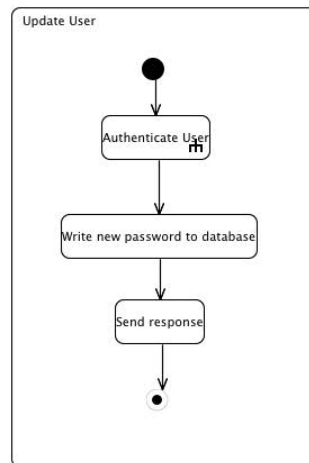 Update User
Authenticate User
Write new password to database
Send response